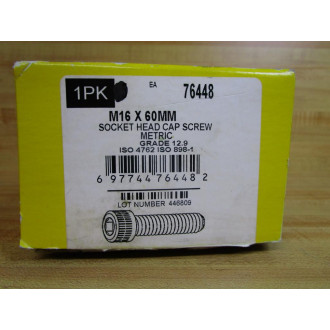 1PK EA 76448
M16 X 60MM
SOCKET HEAD CAP SCREW
METRIC
GRADE 12.9
ISO 4762 ISO 898-1
6 97744 76448 2
LOT NUMBER 446809